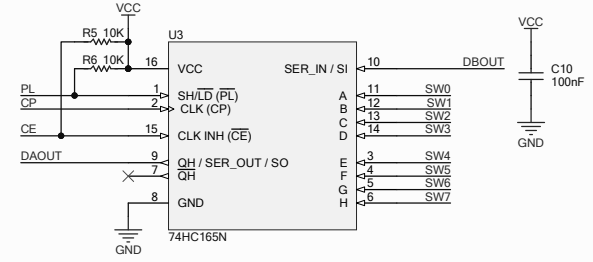 VCC
R5 10K
U3
R6 10K
16 VCC
SER_IN / SI 10 DBOUT
VCC
C10
100nF
GND
PL 1 SH/LD (PL)
CP 2 CLK (CP)
CE 15 CLK INH (CE)
DAOUT 9 QH / SER_OUT / SO
7 QH
8 GND
A 11 SW0
B 12 SW1
C 13 SW2
D 14 SW3
E 3 SW4
F 4 SW5
G 5 SW6
H 6 SW7
GND
74HC165N